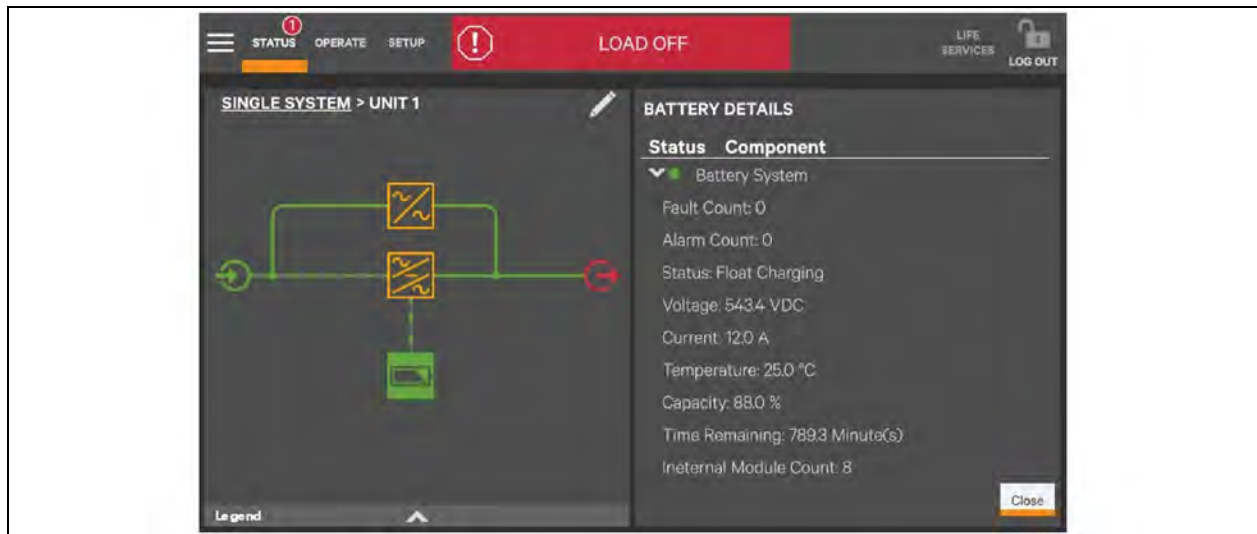 1
STATUS OPERATE SETUP
! LOAD OFF
LIFE
SERVICES
LOG OUT
SINGLE SYSTEM > UNIT 1
BATTERY DETAILS
Status Component
Battery System
Fault Count: 0
Alarm Count: 0
Status: Float Charging
Voltage: 543.4 VDC
Current: 12.0 A
Temperature: 25.0 °C
Capacity: 88.0 %
Time Remaining: 789.3 Minute(s)
Ineternal Module Count: 8
Close
Legend